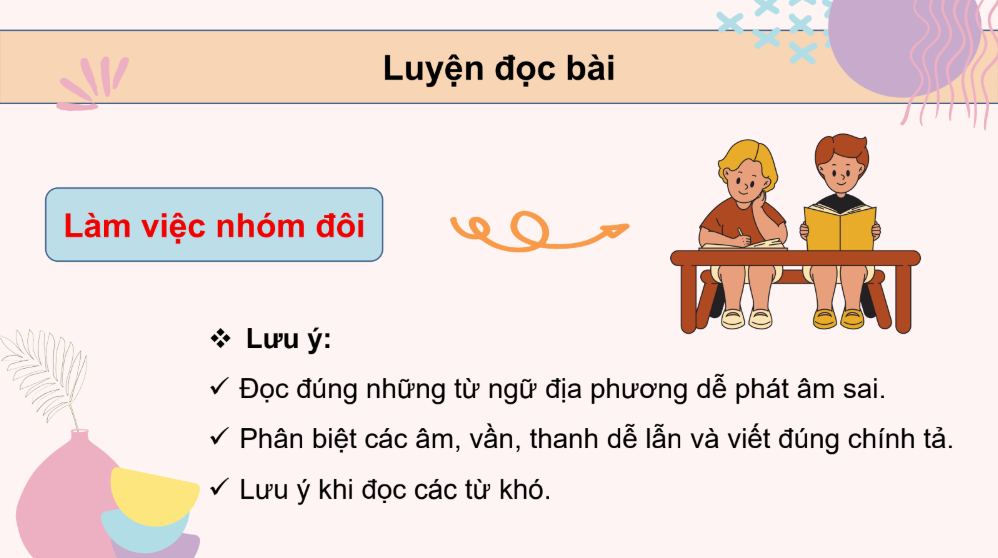 Luyện đọc bài
Làm việc nhóm đôi
❖ Lưu ý:
✓ Đọc đúng những từ ngữ địa phương dễ phát âm sai.
✓ Phân biệt các âm, vần, thanh dễ lẫn và viết đúng chính tả.
✓ Lưu ý khi đọc các từ khó.